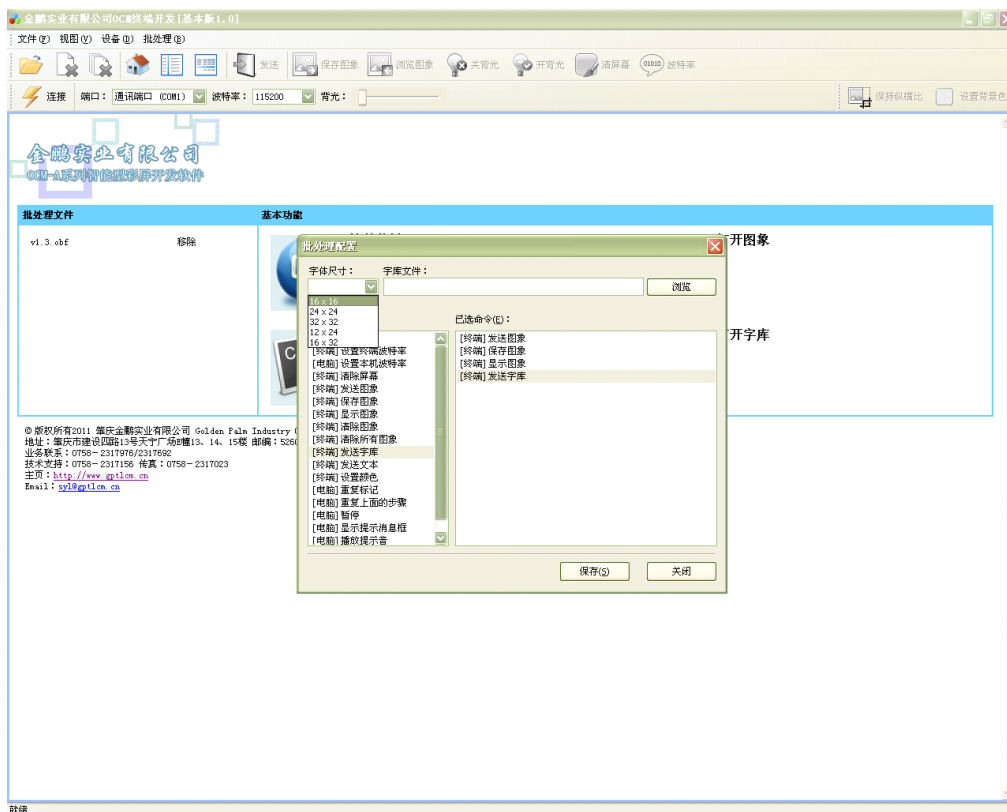 金鹏实业有限公司OCM终端开发[基本版1.0]
文件(F) 视图(V) 设备(D) 批处理(B)
发送 保存图象 浏览图象 关背光 开背光 清屏幕 01010 波特率
连接 端口： 通讯端口 (COM1) 波特率： 115200 背光： 保持纵横比 设置背景色
金鹏实业有限公司
OCM-A系列智能型彩屏开发软件
批处理文件 基本功能
v1.3.obf 移除
开图象
开字库
批处理配置
字体尺寸： 字库文件：
浏览
16 x 16
24 x 24
32 x 32
12 x 24
16 x 32
已选命令(E)：
[终端]设置终端波特率
[电脑]设置本机波特率
[终端]清除屏幕
[终端]发送图象
[终端]保存图象
[终端]显示图象
[终端]清除图象
[终端]清除所有图象
[终端]发送字库
[终端]发送文本
[终端]设置颜色
[电脑]重复标记
[电脑]重复上面的步骤
[电脑]暂停
[电脑]显示提示消息框
[电脑]播放提示音
[终端]发送图象
[终端]保存图象
[终端]显示图象
[终端]发送字库
保存(S) 关闭
©版权所有2011 肇庆金鹏实业有限公司 Golden Palm Industry
地址：肇庆市建设四路13号天宁广场B幢13、14、15楼 邮编：526
业务联系：0758－2317976/2317692
技术支持：0758－2317156 传真：0758－2317023
主页：http://www.gptlcm.cn
Email：syl@gptlcm.cn
就绪